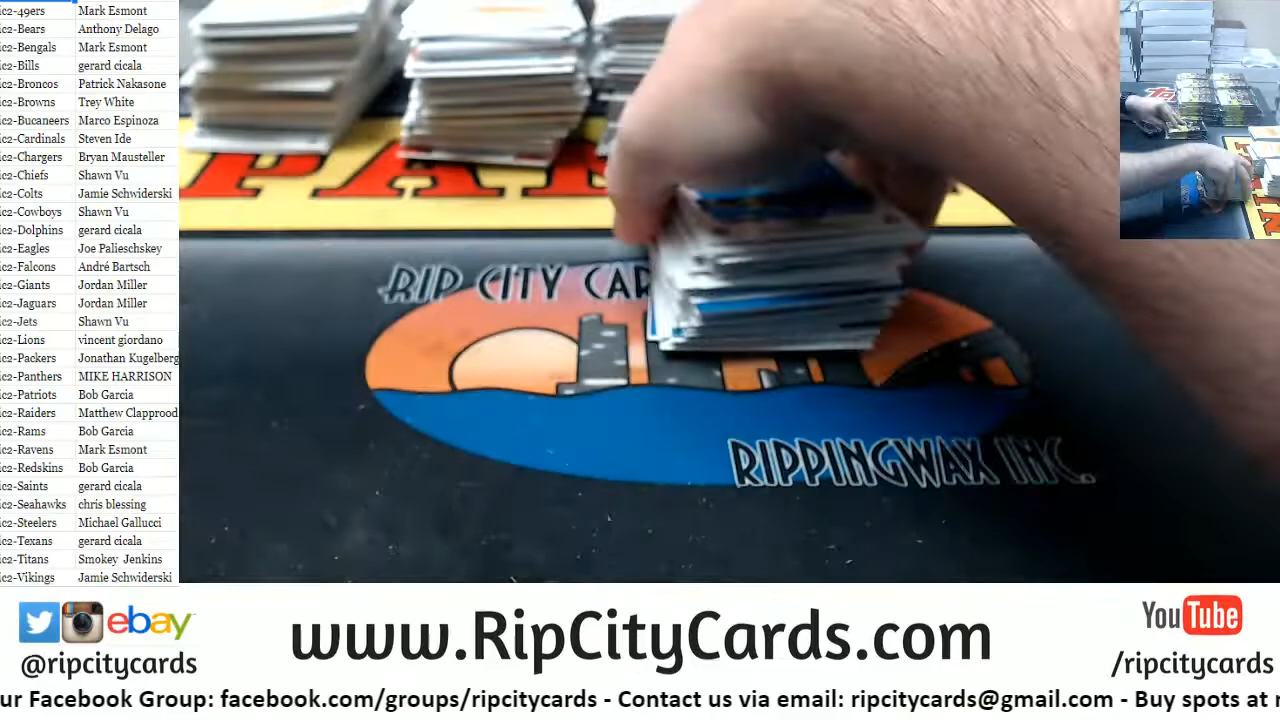 ic2-49ers Mark Esmont
ic2-Bears Anthony Delago
ic2-Bengals Mark Esmont
ic2-Bills gerard cicala
ic2-Broncos Patrick Nakasone
ic2-Browns Trey White
ic2-Bucaneers Marco Espinoza
ic2-Cardinals Steven Ide
ic2-Chargers Bryan Mausteller
ic2-Chiefs Shawn Vu
ic2-Colts Jamie Schwiderski
ic2-Cowboys Shawn Vu
ic2-Dolphins gerard cicala
ic2-Eagles Joe Palieschskey
ic2-Falcons André Bartsch
ic2-Giants Jordan Miller
ic2-Jaguars Jordan Miller
ic2-Jets Shawn Vu
ic2-Lions vincent giordano
ic2-Packers Jonathan Kugelberg
ic2-Panthers MIKE HARRISON
ic2-Patriots Bob Garcia
ic2-Raiders Matthew Clapprood
ic2-Rams Bob Garcia
ic2-Ravens Mark Esmont
ic2-Redskins Bob Garcia
ic2-Saints gerard cicala
ic2-Seahawks chris blessing
ic2-Steelers Michael Gallucci
ic2-Texans gerard cicala
ic2-Titans Smokey Jenkins
ic2-Vikings Jamie Schwiderski
RIP CITY CAR
RIPPINGWAX INC.
ebay
@ripcitycards
www.RipCityCards.com
YouTube
/ripcitycards
ur Facebook Group: facebook.com/groups/ripcitycards - Contact us via email: ripcitycards@gmail.com - Buy spots at r